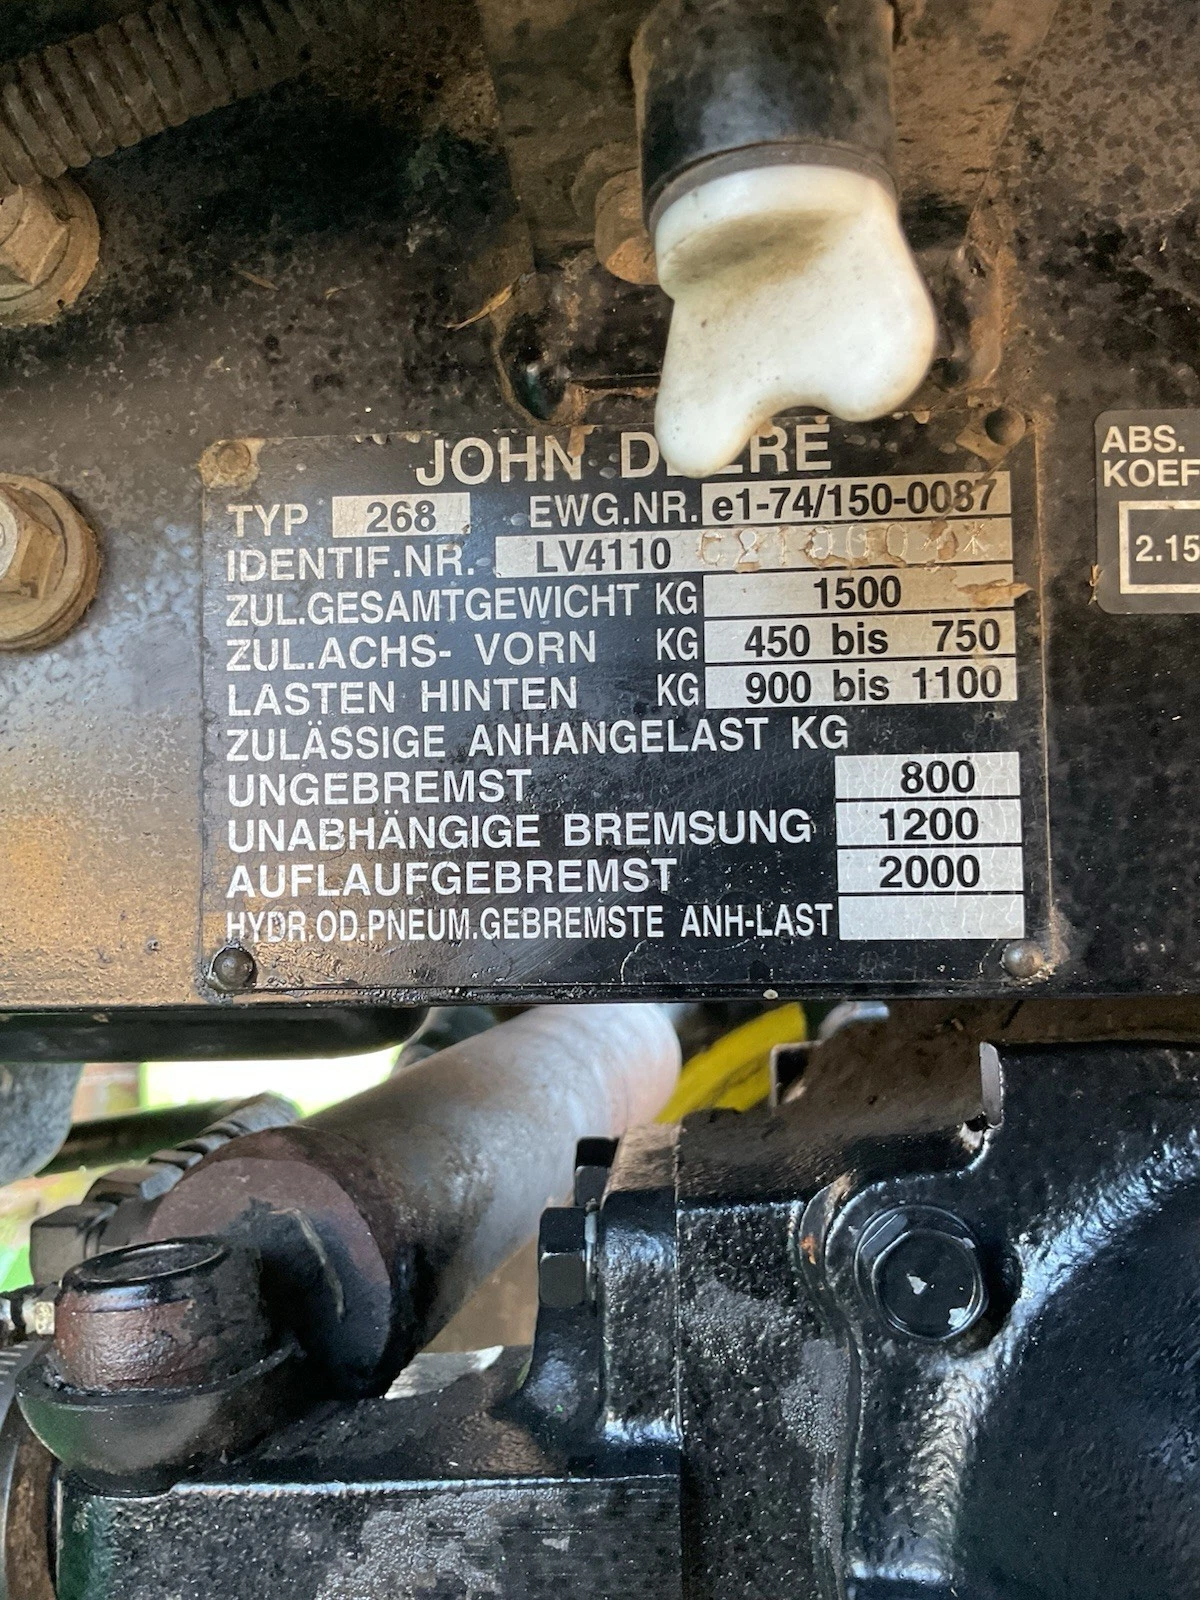 JOHN DEERE
TYP 268 EWG.NR. e1-74/150-0087
IDENTIF.NR. LV4110
ZUL.GESAMTGEWICHT KG 1500
ZUL.ACHS- VORN KG 450 bis 750
LASTEN HINTEN KG 900 bis 1100
ZULÄSSIGE ANHANGELAST KG
UNGEBREMST 800
UNABHÄNGIGE BREMSUNG 1200
AUFLAUFGEBREMST 2000
HYDR.OD.PNEUM.GEBREMSTE ANH-LAST
ABS.
KOEF
2.15